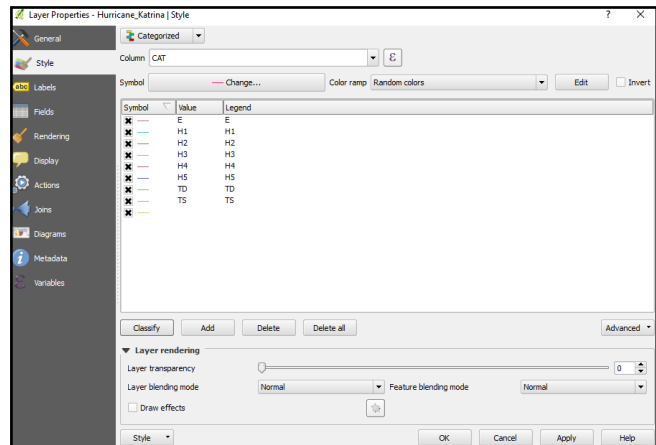 Layer Properties - Hurricane_Katrina | Style ? X
General
Style
abc Labels
Fields
Rendering
Display
Actions
Joins
Diagrams
Metadata
Variables
Categorized
Column CAT ε
Symbol Change... Color ramp Random colors Edit Invert
Symbol Value Legend
E E
H1 H1
H2 H2
H3 H3
H4 H4
H5 H5
TD TD
TS TS
Classify Add Delete Delete all Advanced
Layer rendering
Layer transparency 0
Layer blending mode Normal Feature blending mode Normal
Draw effects
Style OK Cancel Apply Help